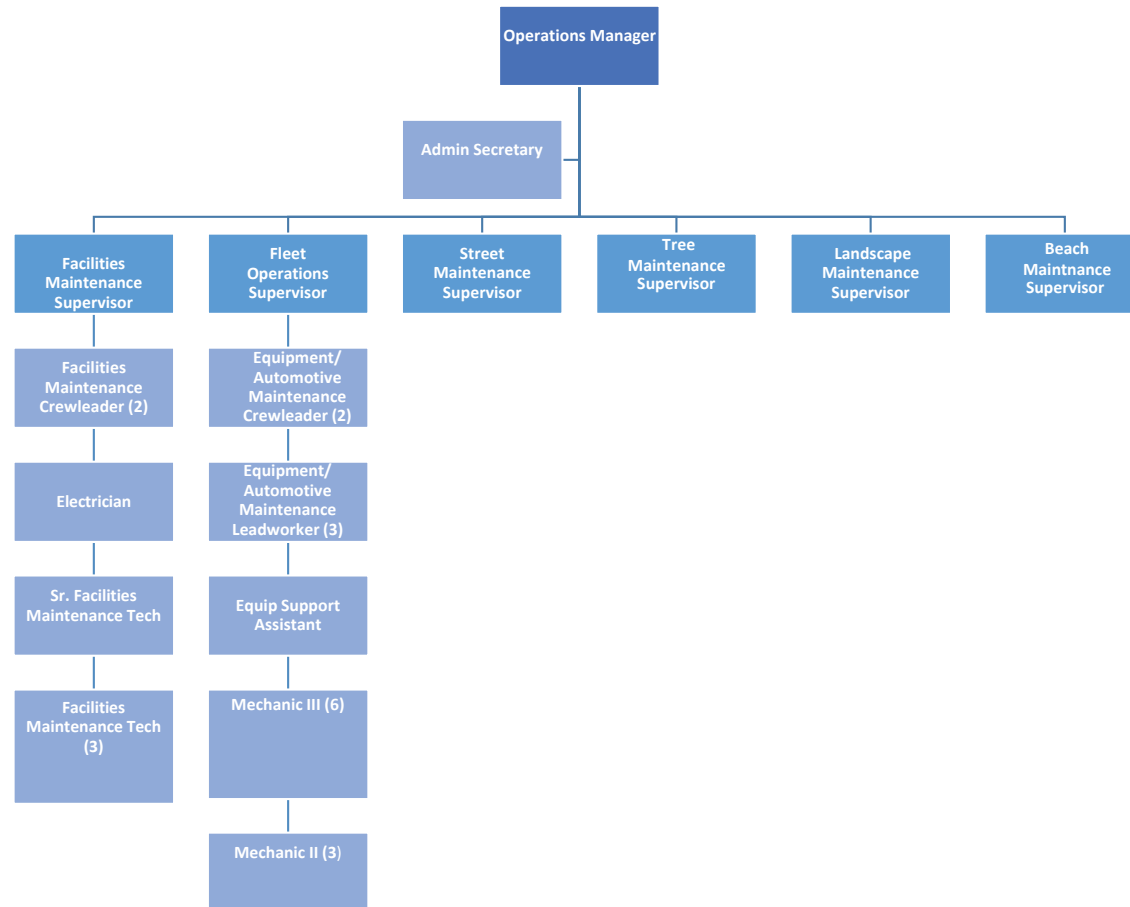 Operations Manager
Admin Secretary
Facilities
Maintenance
Supervisor
Fleet
Operations
Supervisor
Street
Maintenance
Supervisor
Tree
Maintenance
Supervisor
Landscape
Maintenance
Supervisor
Beach
Maintnance
Supervisor
Facilities
Maintenance
Crewleader (2)
Equipment/
Automotive
Maintenance
Crewleader (2)
Electrician
Equipment/
Automotive
Maintenance
Leadworker (3)
Sr. Facilities
Maintenance Tech
Equip Support
Assistant
Facilities
Maintenance Tech
(3)
Mechanic III (6)
Mechanic II (3)